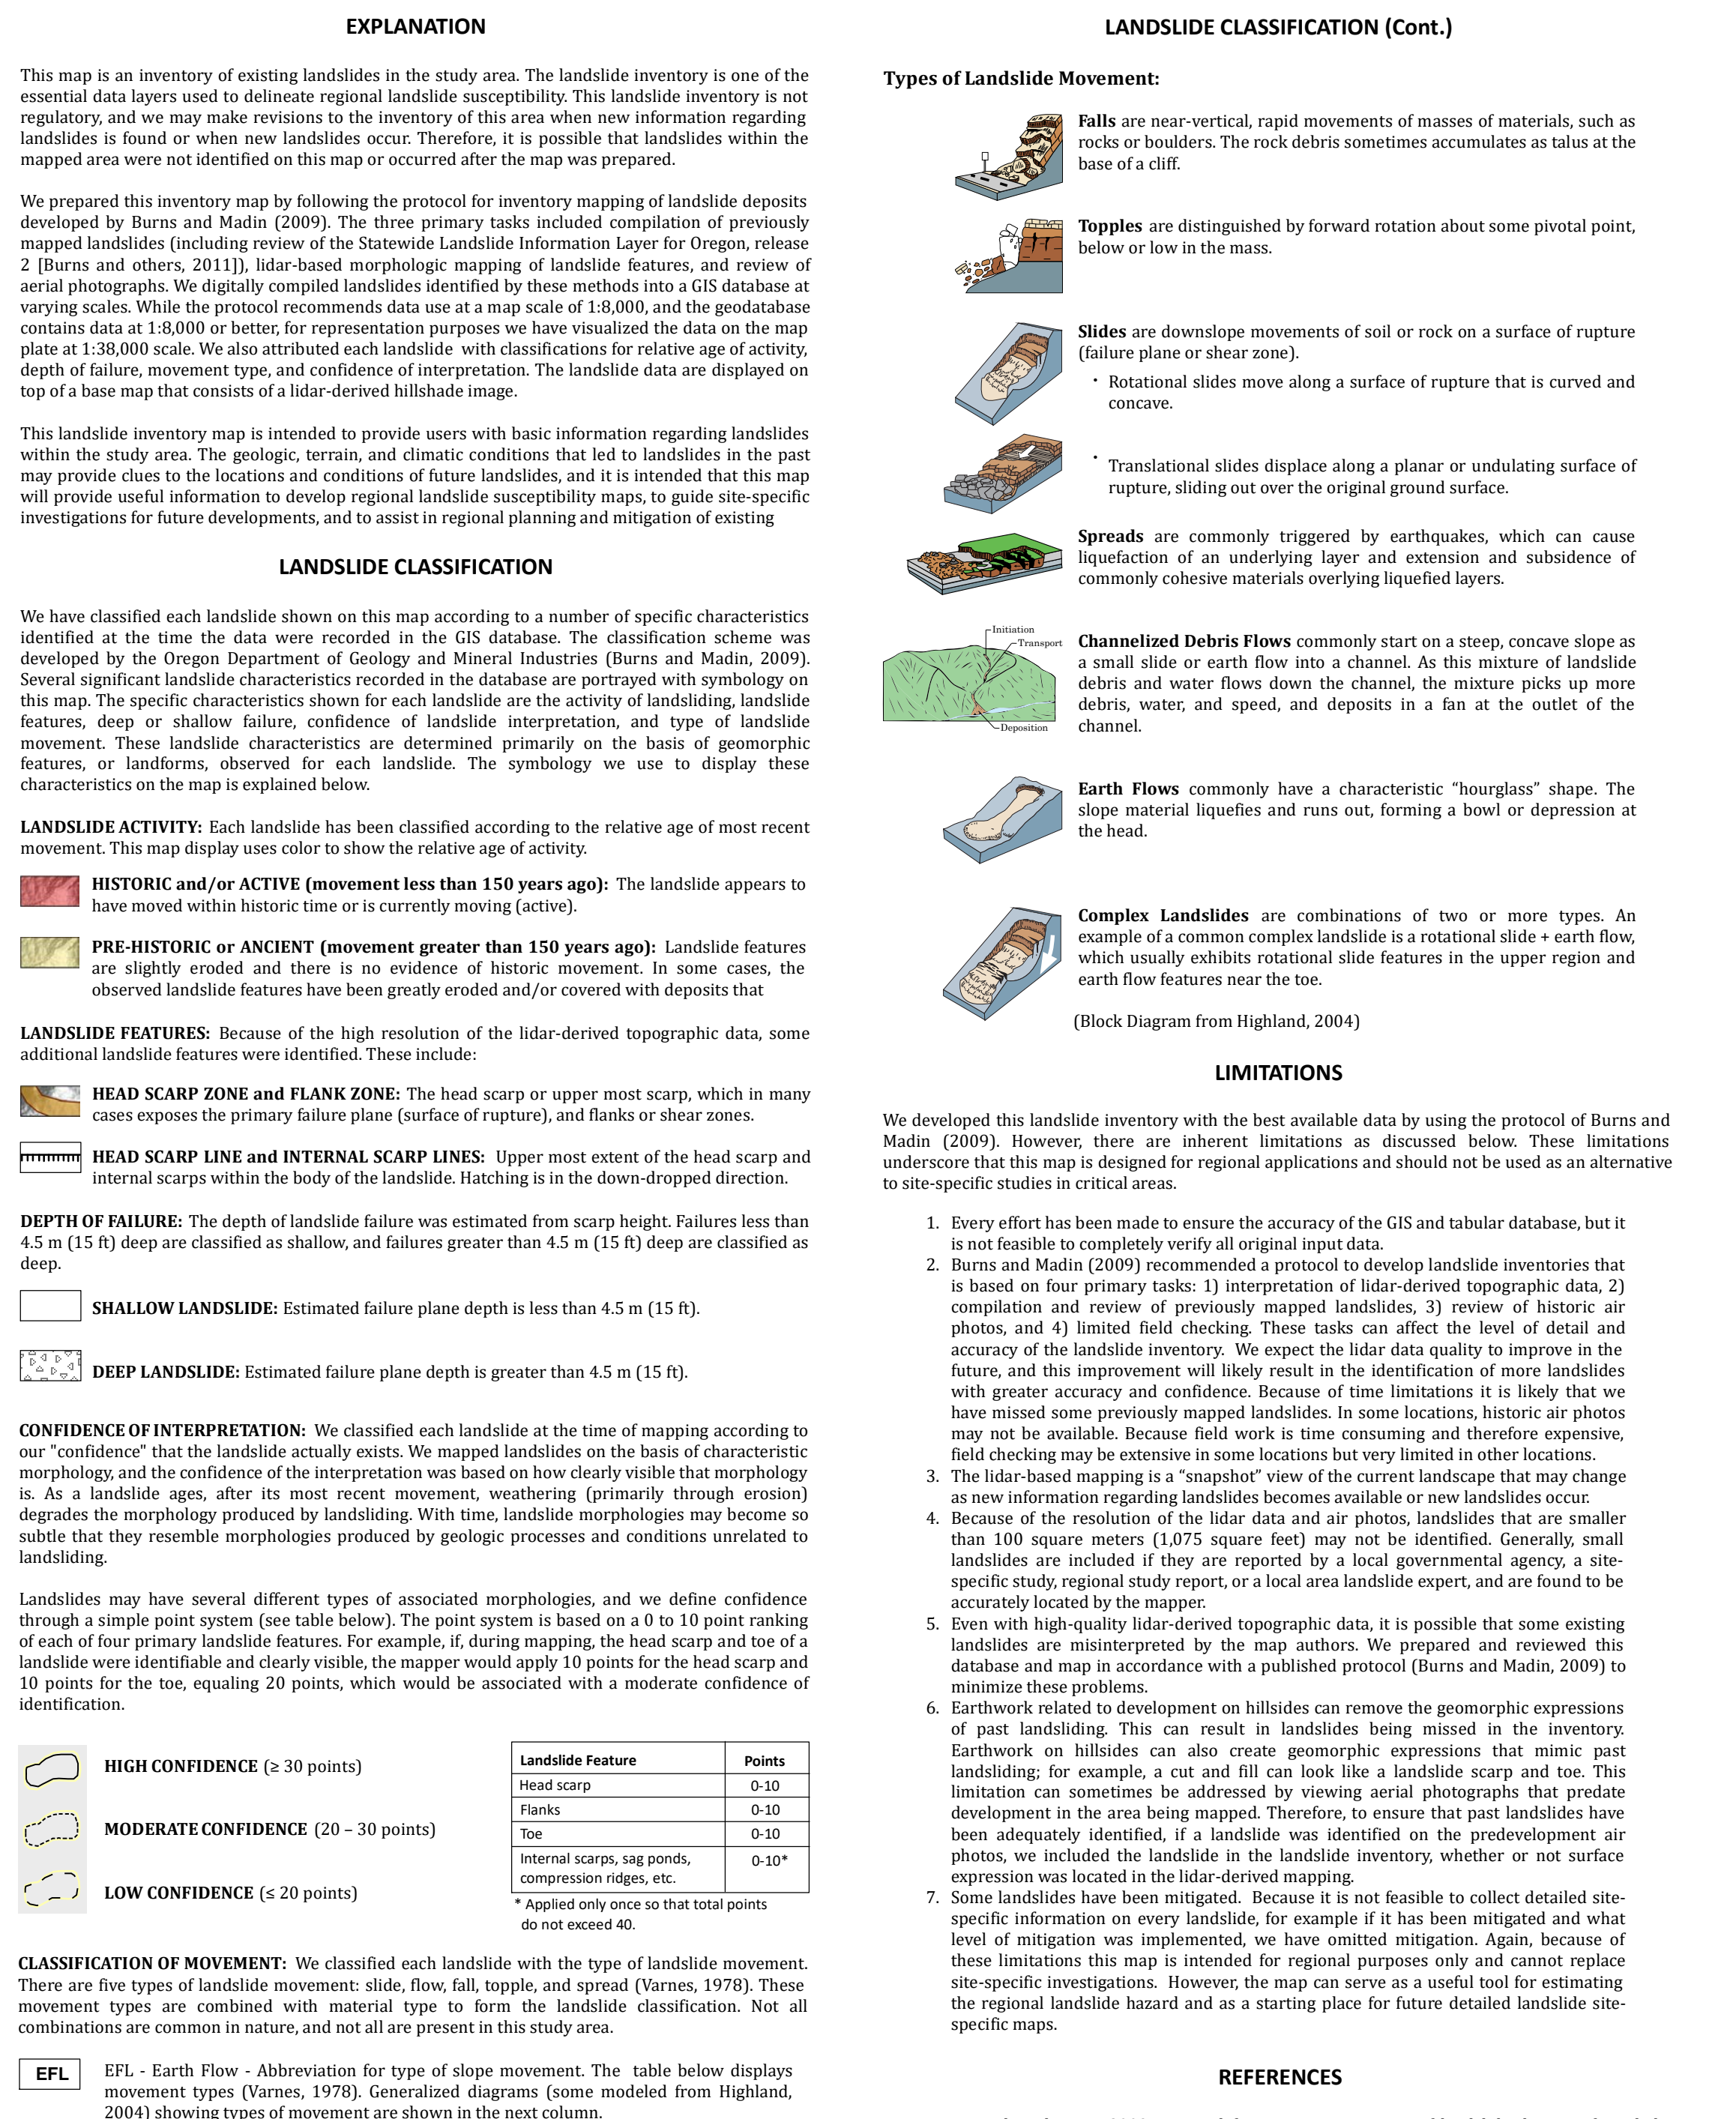 EXPLANATION
This map is an inventory of existing landslides in the study area. The landslide inventory is one of the
essential data layers used to delineate regional landslide susceptibility. This landslide inventory is not
regulatory, and we may make revisions to the inventory of this area when new information regarding
landslides is found or when new landslides occur. Therefore, it is possible that landslides within the
mapped area were not identified on this map or occurred after the map was prepared.
We prepared this inventory map by following the protocol for inventory mapping of landslide deposits
developed by Burns and Madin (2009). The three primary tasks included compilation of previously
mapped landslides (including review of the Statewide Landslide Information Layer for Oregon, release
2 [Burns and others, 2011]), lidar-based morphologic mapping of landslide features, and review of
aerial photographs. We digitally compiled landslides identified by these methods into a GIS database at
varying scales. While the protocol recommends data use at a map scale of 1:8,000, and the geodatabase
contains data at 1:8,000 or better, for representation purposes we have visualized the data on the map
plate at 1:38,000 scale. We also attributed each landslide with classifications for relative age of activity,
depth of failure, movement type, and confidence of interpretation. The landslide data are displayed on
top of a base map that consists of a lidar-derived hillshade image.
This landslide inventory map is intended to provide users with basic information regarding landslides
within the study area. The geologic, terrain, and climatic conditions that led to landslides in the past
may provide clues to the locations and conditions of future landslides, and it is intended that this map
will provide useful information to develop regional landslide susceptibility maps, to guide site-specific
investigations for future developments, and to assist in regional planning and mitigation of existing
LANDSLIDE CLASSIFICATION
We have classified each landslide shown on this map according to a number of specific characteristics
identified at the time the data were recorded in the GIS database. The classification scheme was
developed by the Oregon Department of Geology and Mineral Industries (Burns and Madin, 2009).
Several significant landslide characteristics recorded in the database are portrayed with symbology on
this map. The specific characteristics shown for each landslide are the activity of landsliding, landslide
features, deep or shallow failure, confidence of landslide interpretation, and type of landslide
movement. These landslide characteristics are determined primarily on the basis of geomorphic
features, or landforms, observed for each landslide. The symbology we use to display these
characteristics on the map is explained below.
LANDSLIDE ACTIVITY: Each landslide has been classified according to the relative age of most recent
movement. This map display uses color to show the relative age of activity.
HISTORIC and/or ACTIVE (movement less than 150 years ago): The landslide appears to
have moved within historic time or is currently moving (active).
PRE-HISTORIC or ANCIENT (movement greater than 150 years ago): Landslide features
are slightly eroded and there is no evidence of historic movement. In some cases, the
observed landslide features have been greatly eroded and/or covered with deposits that
LANDSLIDE FEATURES: Because of the high resolution of the lidar-derived topographic data, some
additional landslide features were identified. These include:
HEAD SCARP ZONE and FLANK ZONE: The head scarp or upper most scarp, which in many
cases exposes the primary failure plane (surface of rupture), and flanks or shear zones.
HEAD SCARP LINE and INTERNAL SCARP LINES: Upper most extent of the head scarp and
internal scarps within the body of the landslide. Hatching is in the down-dropped direction.
DEPTH OF FAILURE: The depth of landslide failure was estimated from scarp height. Failures less than
4.5 m (15 ft) deep are classified as shallow, and failures greater than 4.5 m (15 ft) deep are classified as
deep.
SHALLOW LANDSLIDE: Estimated failure plane depth is less than 4.5 m (15 ft).
DEEP LANDSLIDE: Estimated failure plane depth is greater than 4.5 m (15 ft).
CONFIDENCE OF INTERPRETATION: We classified each landslide at the time of mapping according to
our "confidence" that the landslide actually exists. We mapped landslides on the basis of characteristic
morphology, and the confidence of the interpretation was based on how clearly visible that morphology
is. As a landslide ages, after its most recent movement, weathering (primarily through erosion)
degrades the morphology produced by landsliding. With time, landslide morphologies may become so
subtle that they resemble morphologies produced by geologic processes and conditions unrelated to
landsliding.
Landslides may have several different types of associated morphologies, and we define confidence
through a simple point system (see table below). The point system is based on a 0 to 10 point ranking
of each of four primary landslide features. For example, if, during mapping, the head scarp and toe of a
landslide were identifiable and clearly visible, the mapper would apply 10 points for the head scarp and
10 points for the toe, equaling 20 points, which would be associated with a moderate confidence of
identification.
HIGH CONFIDENCE (≥ 30 points)
MODERATE CONFIDENCE (20 – 30 points)
LOW CONFIDENCE (≤ 20 points)
Landslide Feature Points
Head scarp 0-10
Flanks 0-10
Toe 0-10
Internal scarps, sag ponds, 0-10*
compression ridges, etc.
* Applied only once so that total points
do not exceed 40.
CLASSIFICATION OF MOVEMENT: We classified each landslide with the type of landslide movement.
There are five types of landslide movement: slide, flow, fall, topple, and spread (Varnes, 1978). These
movement types are combined with material type to form the landslide classification. Not all
combinations are common in nature, and not all are present in this study area.
EFL
EFL - Earth Flow - Abbreviation for type of slope movement. The table below displays
movement types (Varnes, 1978). Generalized diagrams (some modeled from Highland,
2004) showing types of movement are shown in the next column.
LANDSLIDE CLASSIFICATION (Cont.)
Types of Landslide Movement:
Falls are near-vertical, rapid movements of masses of materials, such as
rocks or boulders. The rock debris sometimes accumulates as talus at the
base of a cliff.
Topples are distinguished by forward rotation about some pivotal point,
below or low in the mass.
Slides are downslope movements of soil or rock on a surface of rupture
(failure plane or shear zone).
· Rotational slides move along a surface of rupture that is curved and
concave.
· Translational slides displace along a planar or undulating surface of
rupture, sliding out over the original ground surface.
Spreads are commonly triggered by earthquakes, which can cause
liquefaction of an underlying layer and extension and subsidence of
commonly cohesive materials overlying liquefied layers.
Initiation
Transport
Deposition
Channelized Debris Flows commonly start on a steep, concave slope as
a small slide or earth flow into a channel. As this mixture of landslide
debris and water flows down the channel, the mixture picks up more
debris, water, and speed, and deposits in a fan at the outlet of the
channel.
Earth Flows commonly have a characteristic “hourglass” shape. The
slope material liquefies and runs out, forming a bowl or depression at
the head.
Complex Landslides are combinations of two or more types. An
example of a common complex landslide is a rotational slide + earth flow,
which usually exhibits rotational slide features in the upper region and
earth flow features near the toe.
(Block Diagram from Highland, 2004)
LIMITATIONS
We developed this landslide inventory with the best available data by using the protocol of Burns and
Madin (2009). However, there are inherent limitations as discussed below. These limitations
underscore that this map is designed for regional applications and should not be used as an alternative
to site-specific studies in critical areas.
1. Every effort has been made to ensure the accuracy of the GIS and tabular database, but it
is not feasible to completely verify all original input data.
2. Burns and Madin (2009) recommended a protocol to develop landslide inventories that
is based on four primary tasks: 1) interpretation of lidar-derived topographic data, 2)
compilation and review of previously mapped landslides, 3) review of historic air
photos, and 4) limited field checking. These tasks can affect the level of detail and
accuracy of the landslide inventory. We expect the lidar data quality to improve in the
future, and this improvement will likely result in the identification of more landslides
with greater accuracy and confidence. Because of time limitations it is likely that we
have missed some previously mapped landslides. In some locations, historic air photos
may not be available. Because field work is time consuming and therefore expensive,
field checking may be extensive in some locations but very limited in other locations.
3. The lidar-based mapping is a “snapshot” view of the current landscape that may change
as new information regarding landslides becomes available or new landslides occur.
4. Because of the resolution of the lidar data and air photos, landslides that are smaller
than 100 square meters (1,075 square feet) may not be identified. Generally, small
landslides are included if they are reported by a local governmental agency, a site-
specific study, regional study report, or a local area landslide expert, and are found to be
accurately located by the mapper.
5. Even with high-quality lidar-derived topographic data, it is possible that some existing
landslides are misinterpreted by the map authors. We prepared and reviewed this
database and map in accordance with a published protocol (Burns and Madin, 2009) to
minimize these problems.
6. Earthwork related to development on hillsides can remove the geomorphic expressions
of past landsliding. This can result in landslides being missed in the inventory.
Earthwork on hillsides can also create geomorphic expressions that mimic past
landsliding; for example, a cut and fill can look like a landslide scarp and toe. This
limitation can sometimes be addressed by viewing aerial photographs that predate
development in the area being mapped. Therefore, to ensure that past landslides have
been adequately identified, if a landslide was identified on the predevelopment air
photos, we included the landslide in the landslide inventory, whether or not surface
expression was located in the lidar-derived mapping.
7. Some landslides have been mitigated. Because it is not feasible to collect detailed site-
specific information on every landslide, for example if it has been mitigated and what
level of mitigation was implemented, we have omitted mitigation. Again, because of
these limitations this map is intended for regional purposes only and cannot replace
site-specific investigations. However, the map can serve as a useful tool for estimating
the regional landslide hazard and as a starting place for future detailed landslide site-
specific maps.
REFERENCES